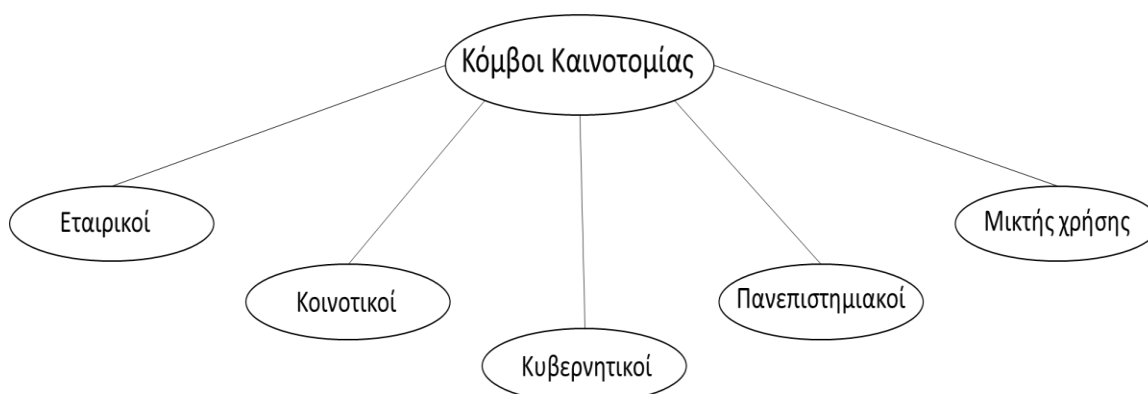 Κόμβοι Καινοτομίας
Εταιρικοί
Μικτής χρήσης
Κοινοτικοί
Πανεπιστημιακοί
Κυβερνητικοί